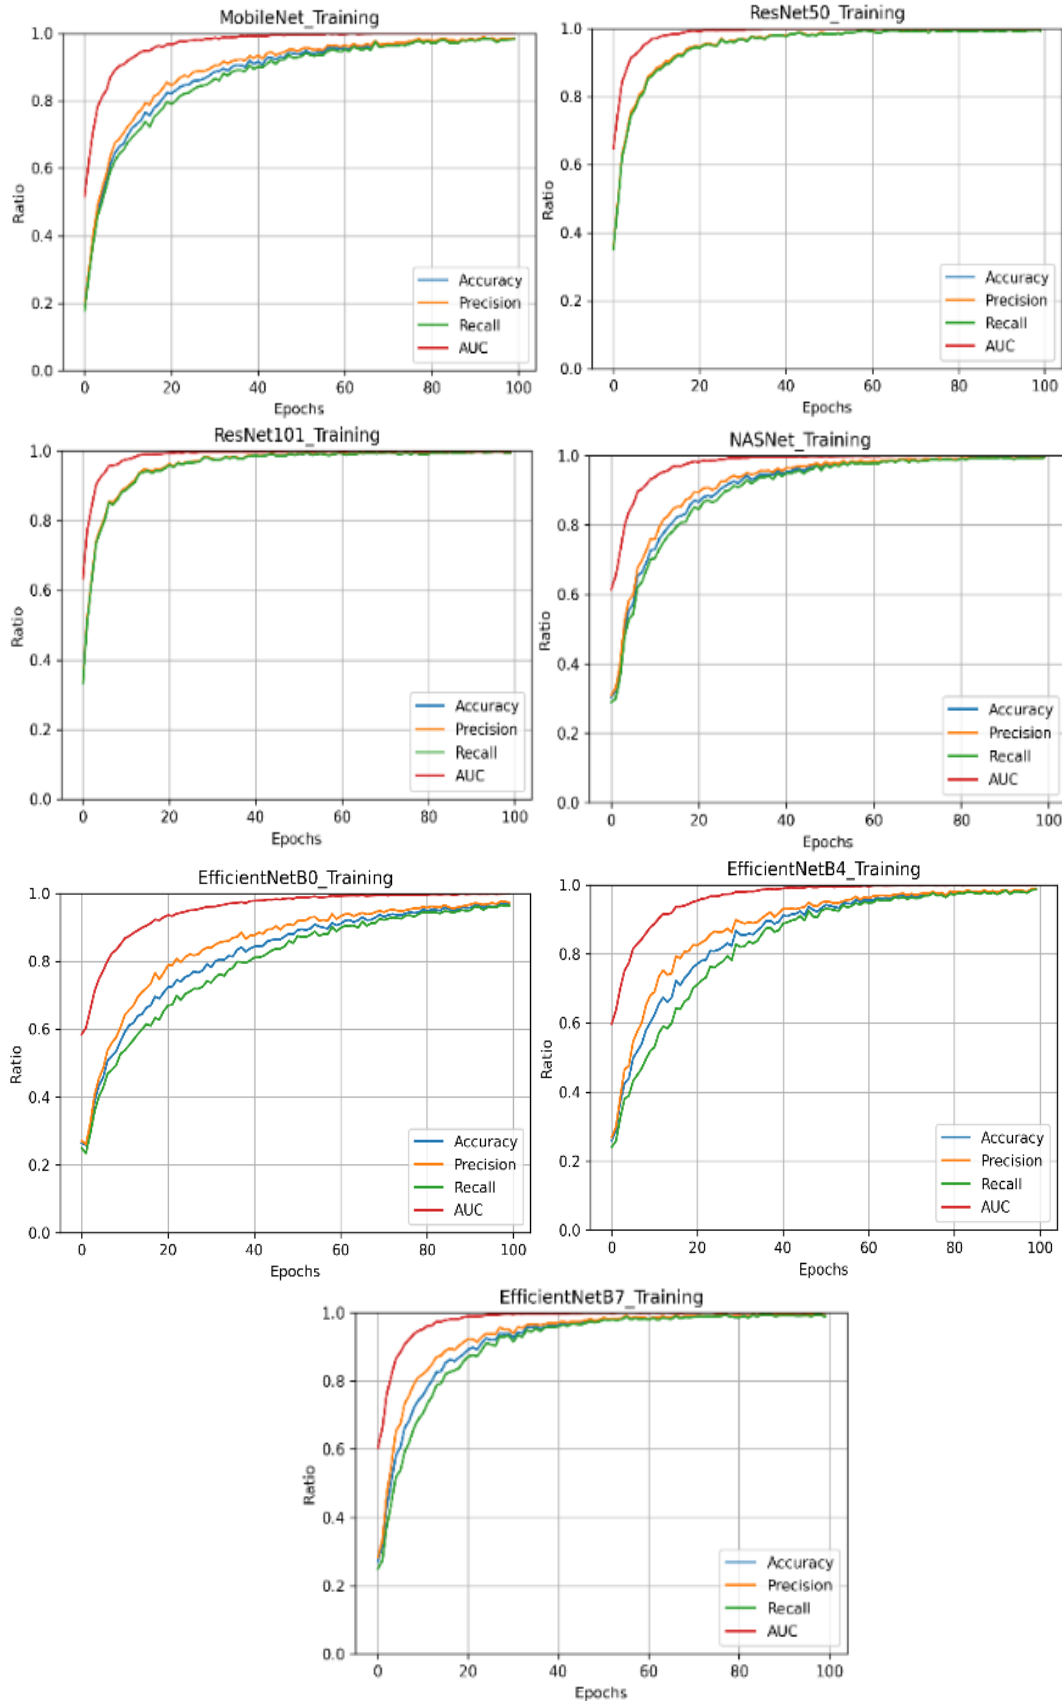 MobileNet_Training
1.0
0.8
0.6
0.4
0.2
0.0
Ratio
Accuracy
Precision
Recall
AUC
0 20 40 60 80 100
Epochs
ResNet50_Training
1.0
0.8
0.6
0.4
0.2
0.0
Ratio
Accuracy
Precision
Recall
AUC
0 20 40 60 80 100
Epochs
ResNet101_Training
1.0
0.8
0.6
0.4
0.2
0.0
Ratio
Accuracy
Precision
Recall
AUC
0 20 40 60 80 100
Epochs
NASNet_Training
1.0
0.8
0.6
0.4
0.2
0.0
Ratio
Accuracy
Precision
Recall
AUC
0 20 40 60 80 100
Epochs
EfficientNetB0_Training
1.0
0.8
0.6
0.4
0.2
0.0
Ratio
Accuracy
Precision
Recall
AUC
0 20 40 60 80 100
Epochs
EfficientNetB4_Training
1.0
0.8
0.6
0.4
0.2
0.0
Ratio
Accuracy
Precision
Recall
AUC
0 20 40 60 80 100
Epochs
EfficientNetB7_Training
1.0
0.8
0.6
0.4
0.2
0.0
Ratio
Accuracy
Precision
Recall
AUC
0 20 40 60 80 100
Epochs